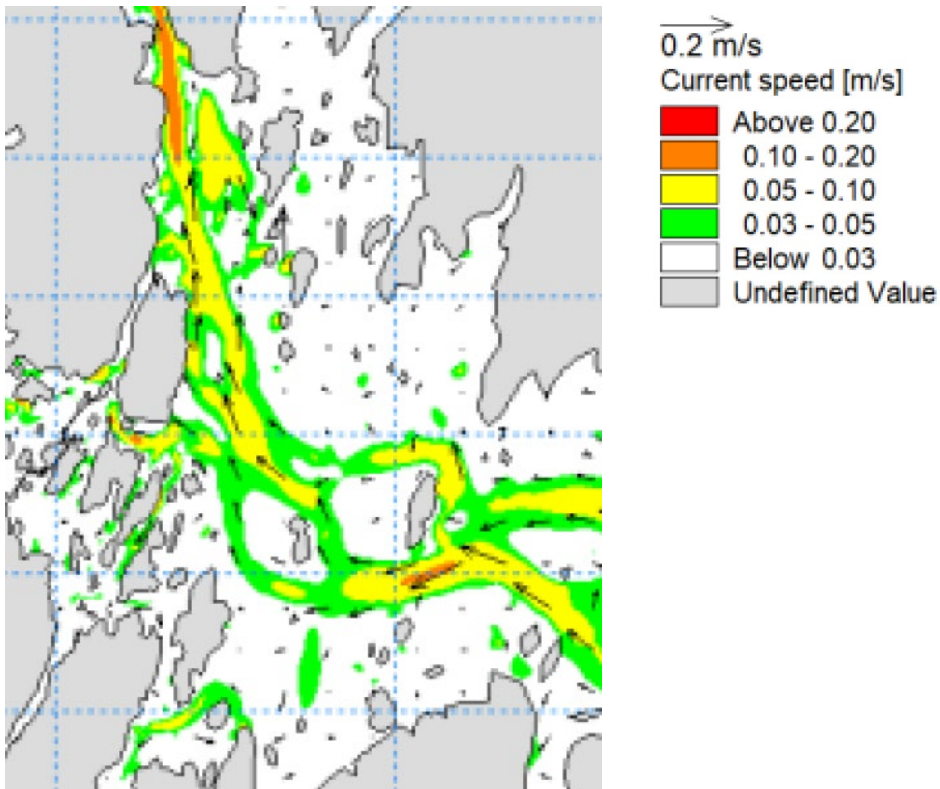 0.2 m/s
Current speed [m/s]
Above 0.20
0.10 - 0.20
0.05 - 0.10
0.03 - 0.05
Below 0.03
Undefined Value